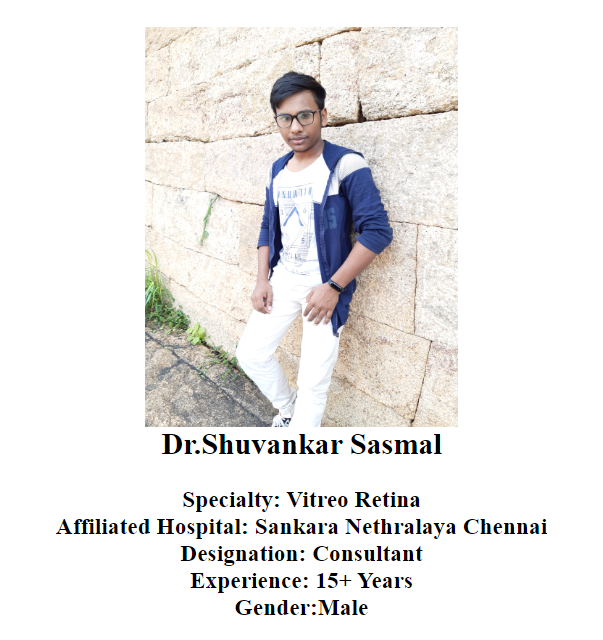 Dr.Shuvankar Sasmal
Specialty: Vitreo Retina
Affiliated Hospital: Sankara Nethralaya Chennai
Designation: Consultant
Experience: 15+ Years
Gender:Male